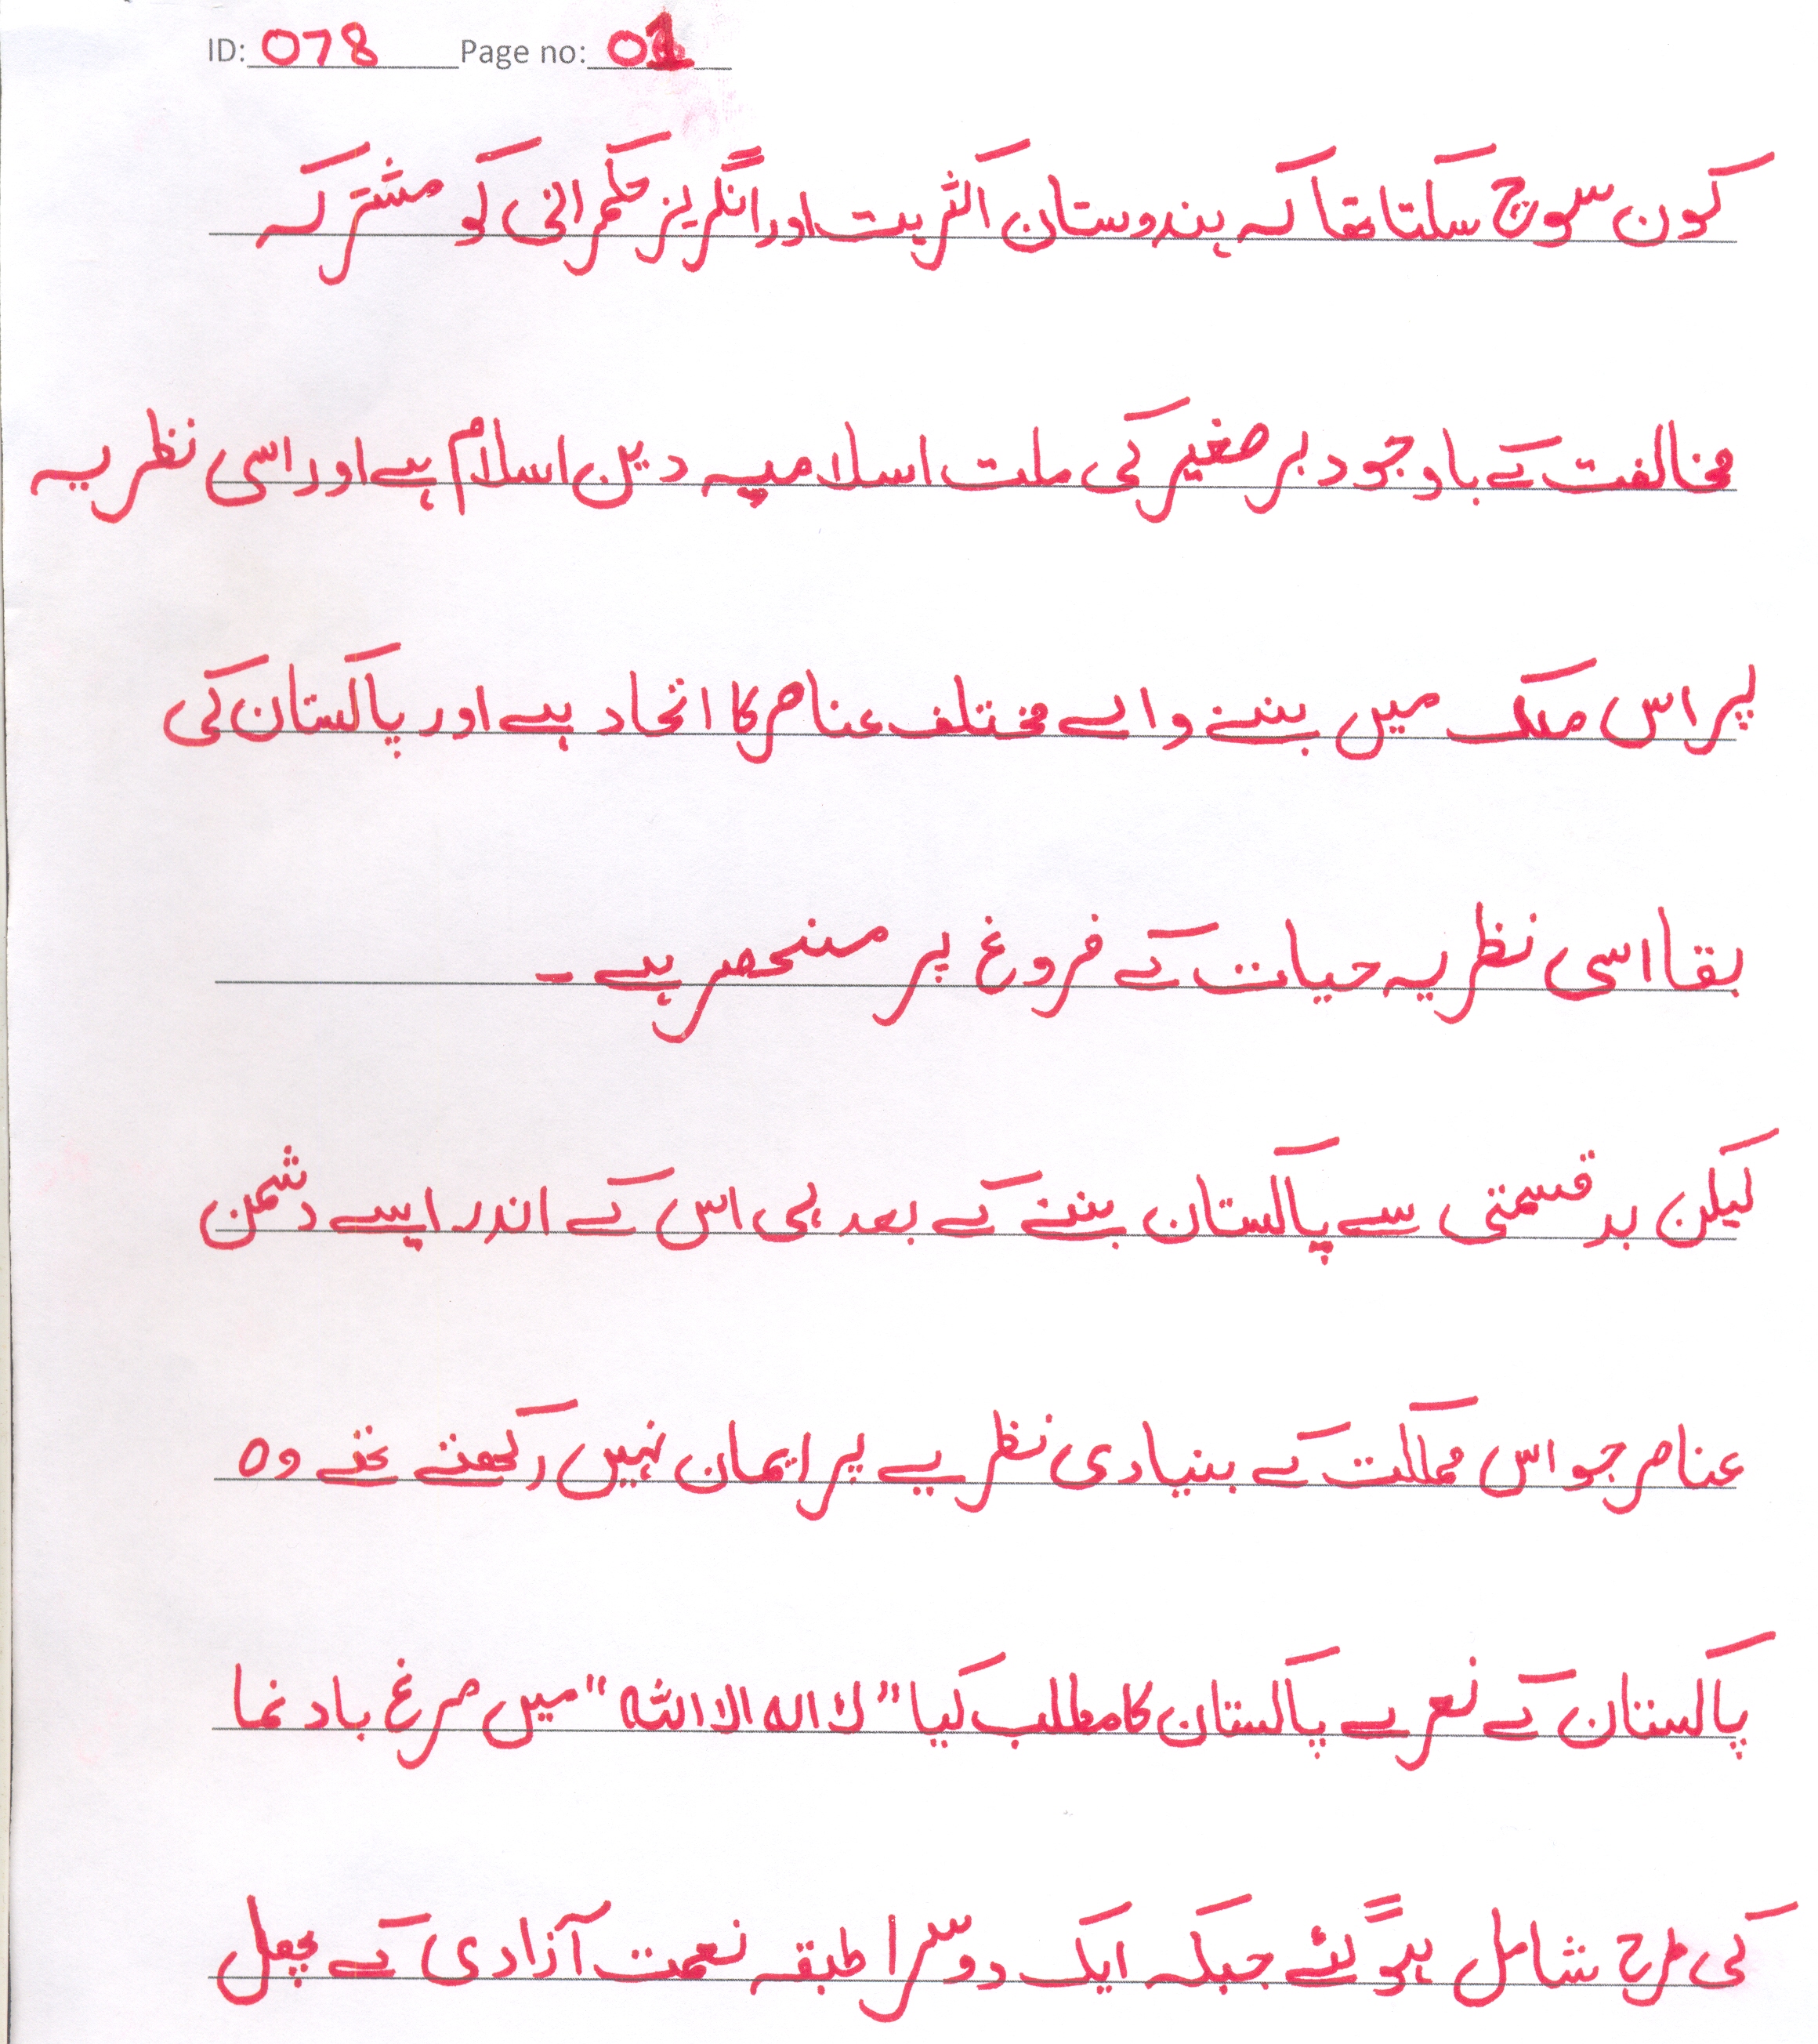 ID: 078 Page no: 01
کون سوچ سکتا تھا کہ ہندوستان اکثریت اور انگریز حکمرانی کو مشترکہ
مخالفت کے باوجود برصغیر کی ملت اسلامیہ دین اسلام ہے اور اسی نظریہ
پر اس ملک میں بننے والے مختلف عناصر کا اتحاد ہے اور پاکستان کی
بقا اسی نظریہ حیات کے فروغ پر منحصر ہے ۔
لیکن بدقسمتی سے پاکستان بننے کے بعد ہی اس کے اندر ایسے دشمن
عناصر جو اس مملکت کے بنیادی نظریے پر ایمان نہیں رکھتے تھے وہ
پاکستان کے نعرے پاکستان کا مطلب کیا "لا الہ الا اللہ" میں مرغ باد نما
کی طرح شامل ہو گئے جبکہ ایک دوسرا طبقہ نعمت آزادی کے پھل